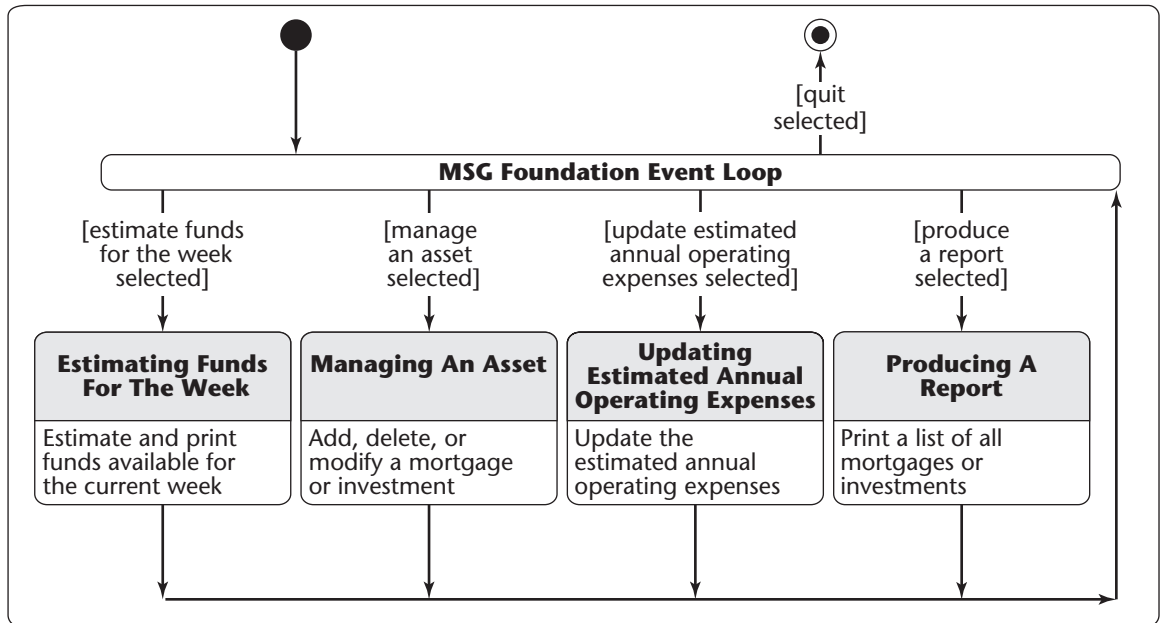 [quit
selected]
MSG Foundation Event Loop
[estimate funds
for the week
selected]
[manage
an asset
selected]
[update estimated
annual operating
expenses selected]
[produce
a report
selected]
Estimating Funds
For The Week
Estimate and print
funds available for
the current week
Managing An Asset
Add, delete, or
modify a mortgage
or investment
Updating
Estimated Annual
Operating Expenses
Update the
estimated annual
operating expenses
Producing A
Report
Print a list of all
mortgages or
investments